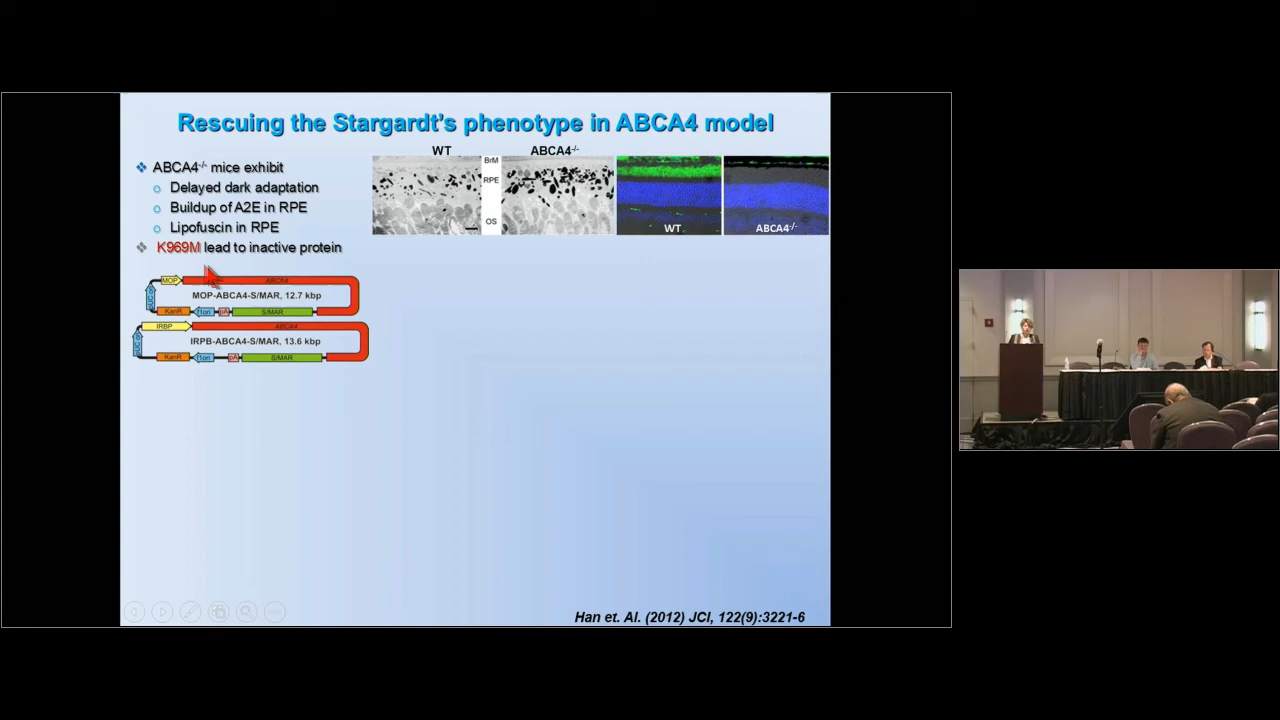 Rescuing the Stargardt's phenotype in ABCA4 model
WT
ABCA4-/-
❖ ABCA4-/- mice exhibit
o Delayed dark adaptation
o Buildup of A2E in RPE
o Lipofuscin in RPE
❖ K969M lead to inactive protein
BrM
RPE
OS
WT
ABCA4-/-
MOP
ABCA4
MOP-ABCA4-S/MAR, 12.7 kbp
KanR
f1ori
pA
S/MAR
IRBP
ABCA4
IRPB-ABCA4-S/MAR, 13.6 kbp
KanR
f1ori
pA
S/MAR
Han et. Al. (2012) JCI, 122(9):3221-6